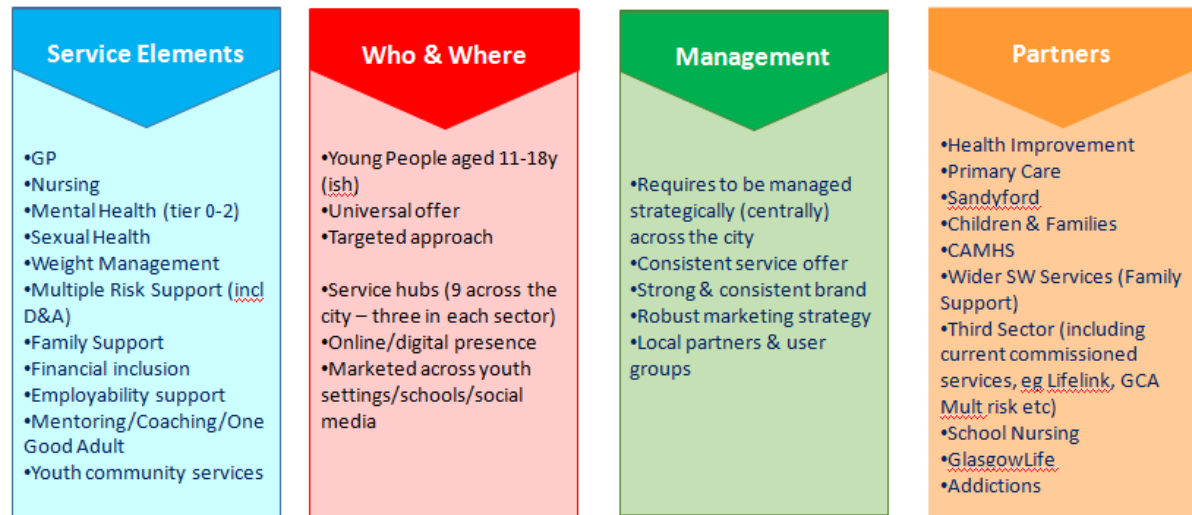 Service Elements
•GP
•Nursing
•Mental Health (tier 0-2)
•Sexual Health
•Weight Management
•Multiple Risk Support (incl
D&A)
•Family Support
•Financial inclusion
•Employability support
•Mentoring/Coaching/One
Good Adult
•Youth community services
Who & Where
•Young People aged 11-18y
(ish)
•Universal offer
•Targeted approach
•Service hubs (9 across the
city – three in each sector)
•Online/digital presence
•Marketed across youth
settings/schools/social
media
Management
•Requires to be managed
strategically (centrally)
across the city
•Consistent service offer
•Strong & consistent brand
•Robust marketing strategy
•Local partners & user
groups
Partners
•Health Improvement
•Primary Care
•Sandyford
•Children & Families
•CAMHS
•Wider SW Services (Family
Support)
•Third Sector (including
current commissioned
services, eg Lifelink, GCA
Mult risk etc)
•School Nursing
•GlasgowLife
•Addictions